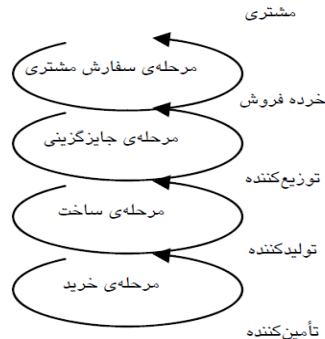 مشتری
مرحله‌ی سفارش مشتری
خرده فروش
مرحله‌ی جایزگزینی
توزیع‌کننده
مرحله‌ی ساخت
تولیدکننده
مرحله‌ی خرید
تأمین‌کننده